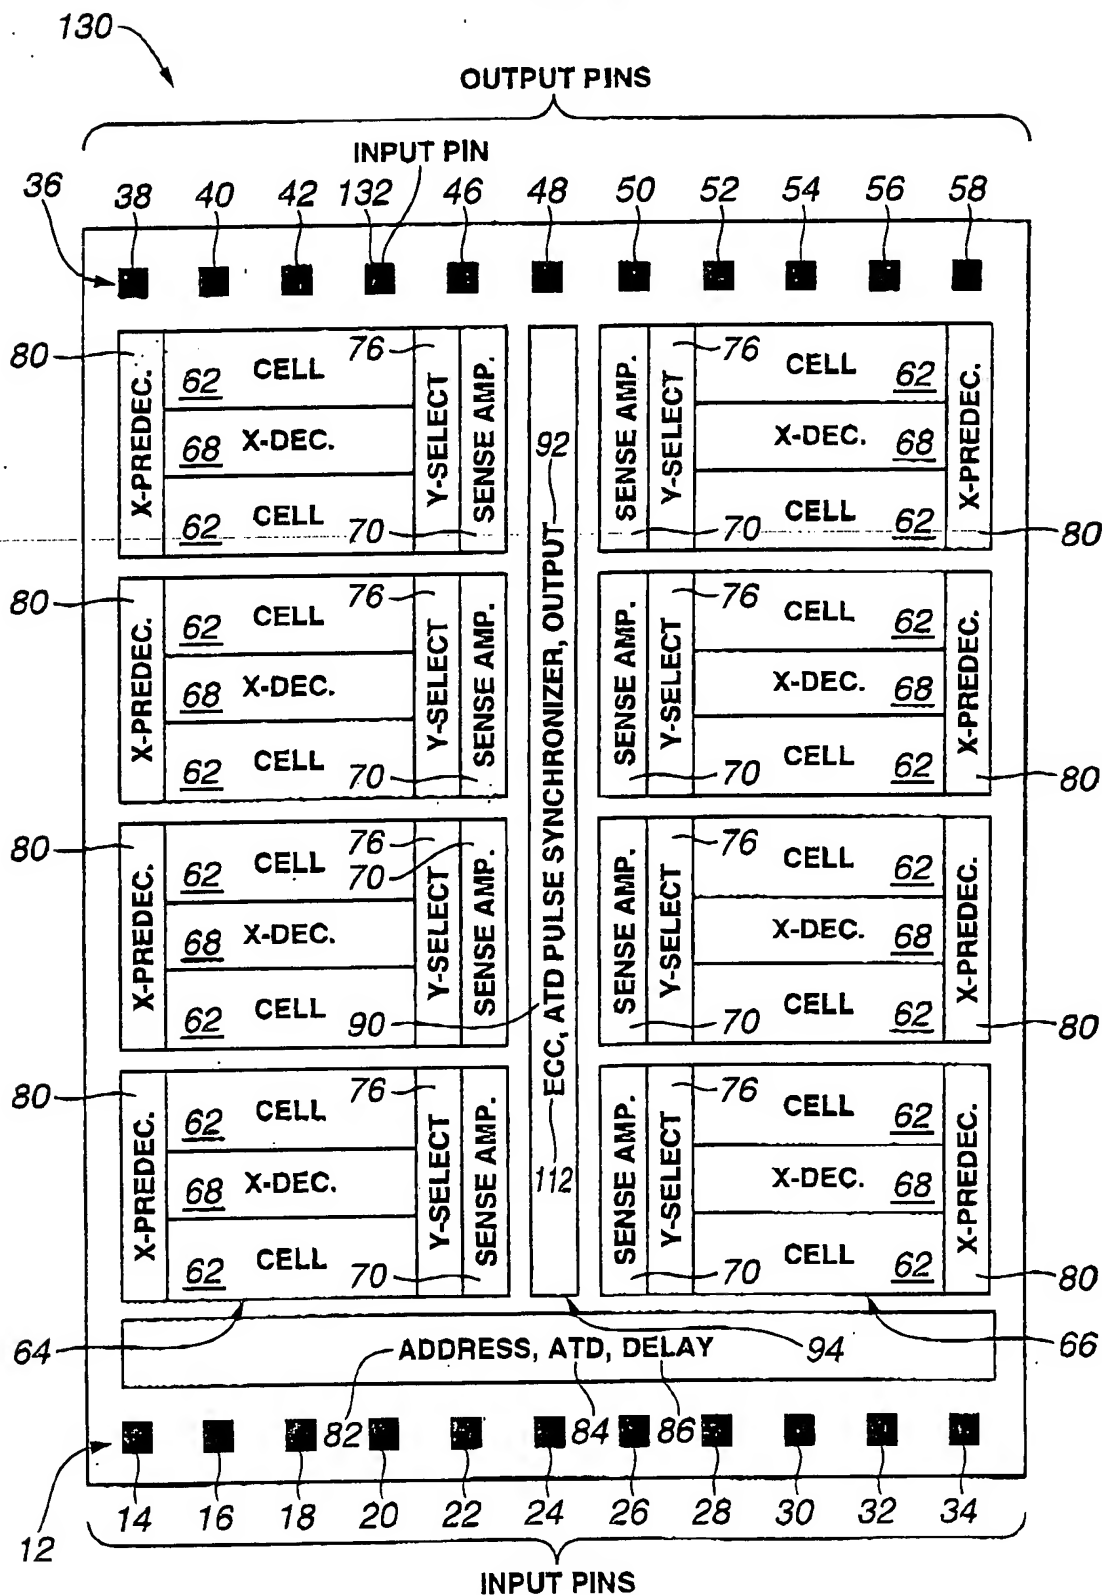 130
OUTPUT PINS
INPUT PIN
36 38 40 42 132 46 48 50 52 54 56 58
80 X-PREDEC. 62 CELL 76 Y-SELECT SENSE AMP.
68 X-DEC.
62 CELL 70
SENSE AMP. Y-SELECT 76 CELL 62 X-PREDEC.
X-DEC. 68
70 CELL 62 80
80 X-PREDEC. 62 CELL 76 Y-SELECT SENSE AMP.
68 X-DEC.
62 CELL 70
SENSE AMP. Y-SELECT 76 CELL 62 X-PREDEC.
X-DEC. 68
70 CELL 62 80
80 X-PREDEC. 62 CELL 76 Y-SELECT SENSE AMP.
70
68 X-DEC.
62 CELL
SENSE AMP. Y-SELECT 76 CELL 62 X-PREDEC.
X-DEC. 68
70 CELL 62 80
80 X-PREDEC. 62 CELL 76 Y-SELECT SENSE AMP.
68 X-DEC.
62 CELL 70
SENSE AMP. Y-SELECT 76 CELL 62 X-PREDEC.
X-DEC. 68
70 CELL 62 80
92
ECC, ATD PULSE SYNCHRONIZER, OUTPUT
90
112
64 94 66
ADDRESS, ATD, DELAY
82 84 86
12 14 16 18 20 22 24 26 28 30 32 34
INPUT PINS